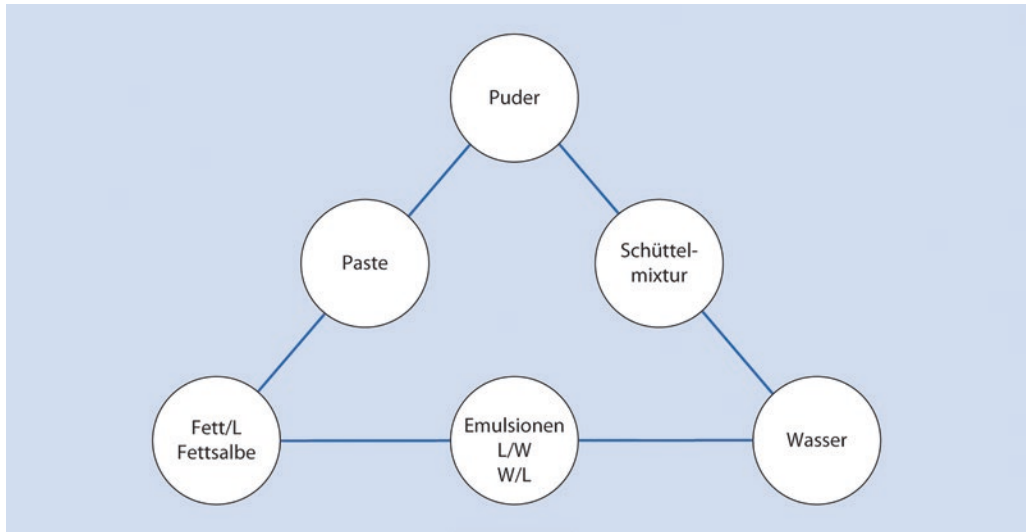 Puder
Paste
Schüttel-
mixtur
Fett/L
Fettsalbe
Emulsionen
L/W
W/L
Wasser